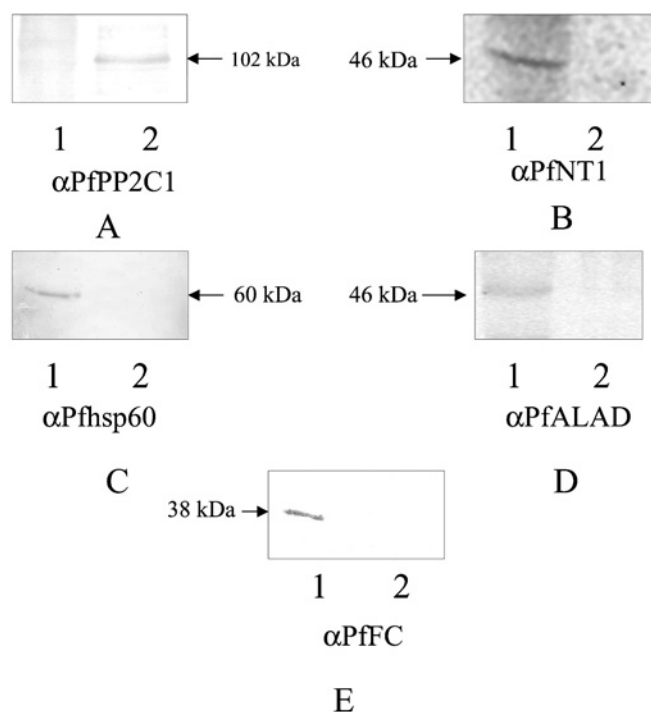 102 kDa
1 2
αPfPP2C1
A
46 kDa
1 2
αPfNT1
B
60 kDa
1 2
αPfhsp60
C
46 kDa
1 2
αPfALAD
D
38 kDa
1 2
αPfFC
E